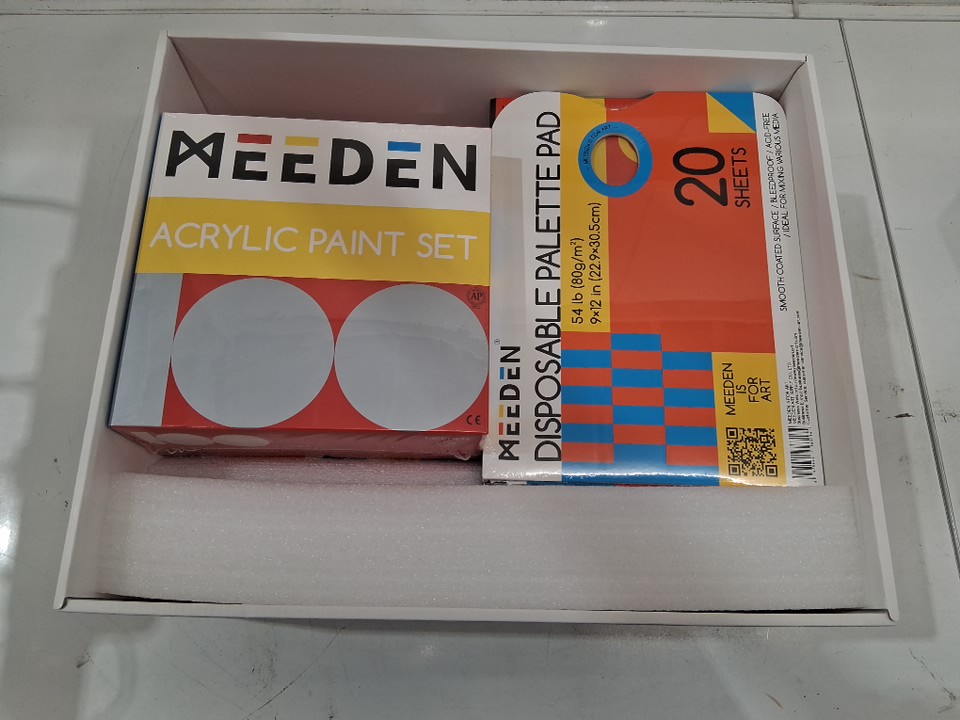 MEEDEN
ACRYLIC PAINT SET
AP
CE
MEEDEN®
DISPOSABLE PALETTE PAD
54 lb (80g/m²)
9×12 in (22.9×30.5cm)
20
SHEETS
MEEDEN
IS
FOR
ART
SMOOTH COATED SURFACE / BLEEDPROOF / ACID-FREE
/ IDEAL FOR MIXING VARIOUS MEDIA